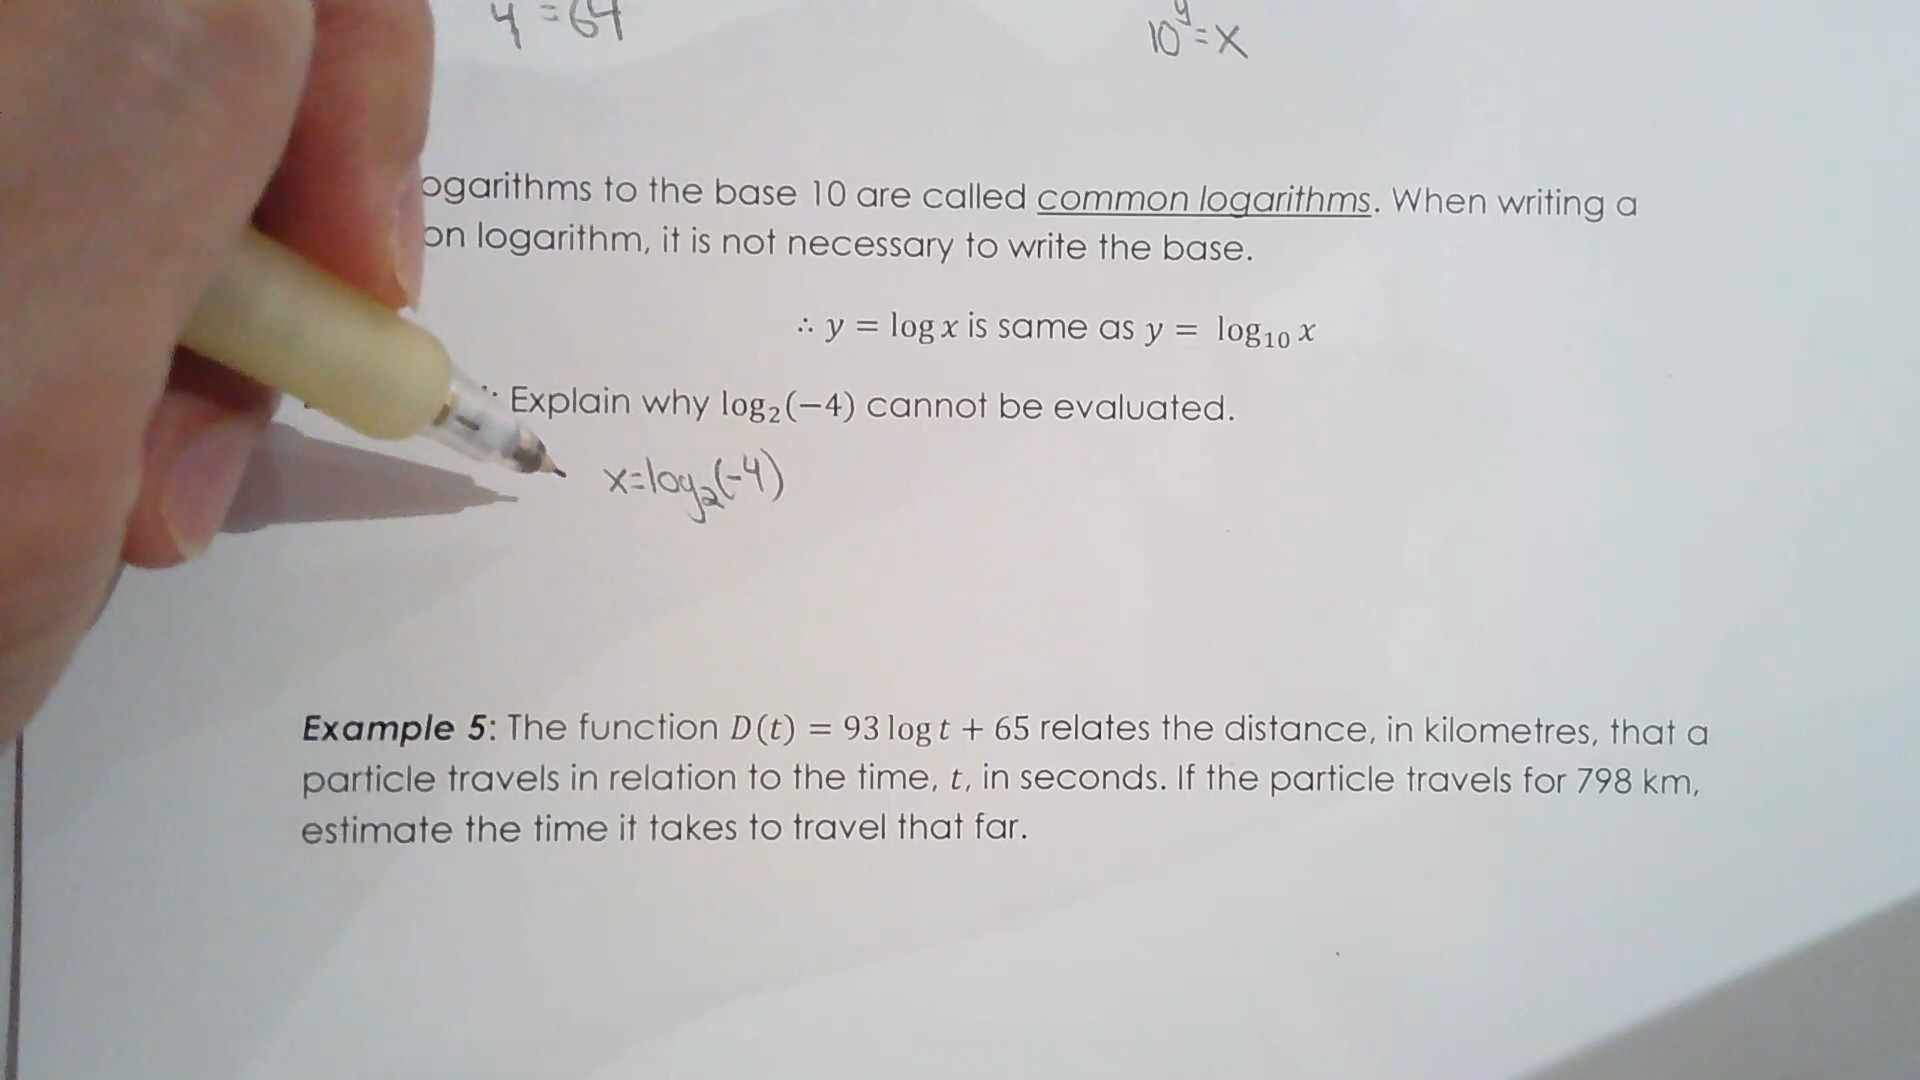 y = 64
10^y = x
ogarithms to the base 10 are called common logarithms. When writing a
on logarithm, it is not necessary to write the base.
∴ y = log x is same as y = log₁₀ x
: Explain why log₂(−4) cannot be evaluated.
x=log₂(-4)
Example 5: The function D(t) = 93 log t + 65 relates the distance, in kilometres, that a
particle travels in relation to the time, t, in seconds. If the particle travels for 798 km,
estimate the time it takes to travel that far.